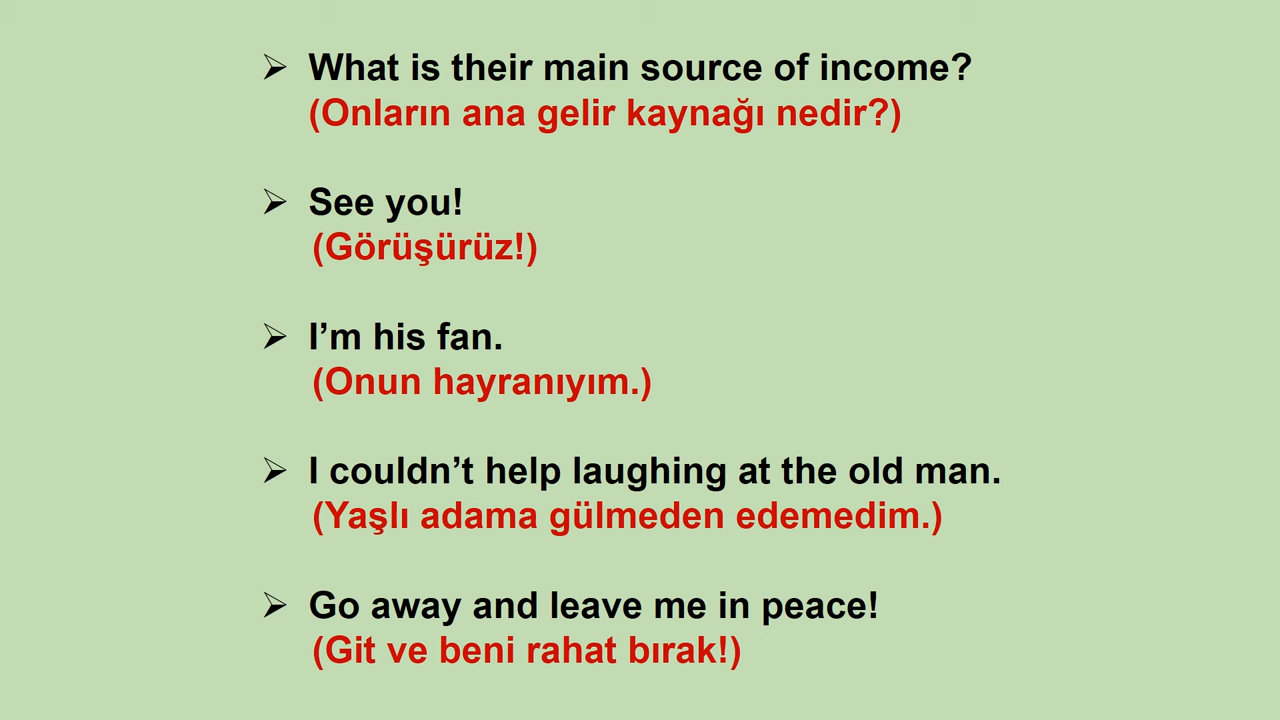 ➢ What is their main source of income?
(Onların ana gelir kaynağı nedir?)
➢ See you!
(Görüşürüz!)
➢ I’m his fan.
(Onun hayranıyım.)
➢ I couldn’t help laughing at the old man.
(Yaşlı adama gülmeden edemedim.)
➢ Go away and leave me in peace!
(Git ve beni rahat bırak!)